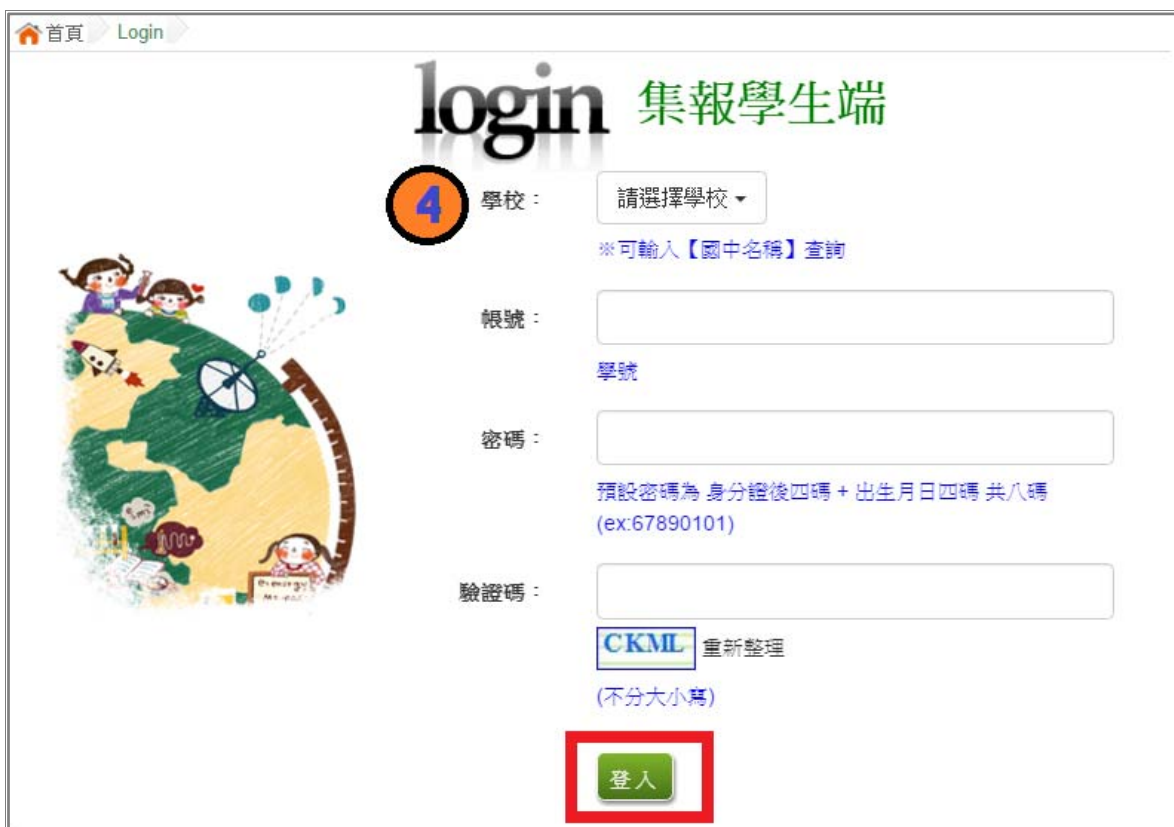 首頁 Login
login 集報學生端
4 學校： 請選擇學校
※可輸入【國中名稱】查詢
帳號：
學號
密碼：
預設密碼為 身分證後四碼 + 出生月日四碼 共八碼
(ex:67890101)
驗證碼：
CKML 重新整理
(不分大小寫)
登入